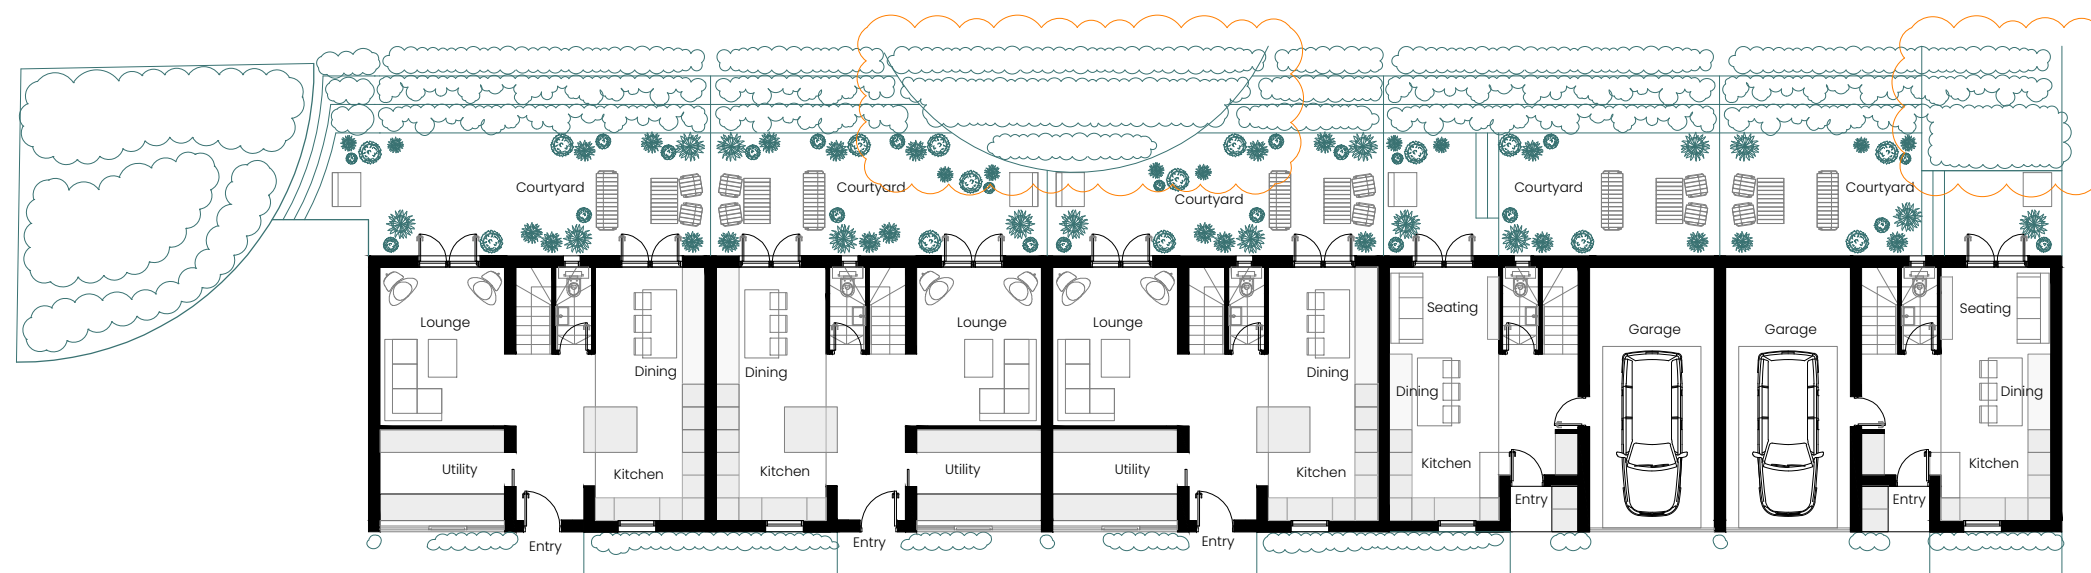 Courtyard
Courtyard
Courtyard
Courtyard
Courtyard
Lounge
Lounge
Lounge
Seating
Garage
Garage
Seating
Dining
Dining
Dining
Dining
Dining
Utility
Kitchen
Kitchen
Utility
Utility
Kitchen
Kitchen
Kitchen
Entry
Entry
Entry
Entry
Entry